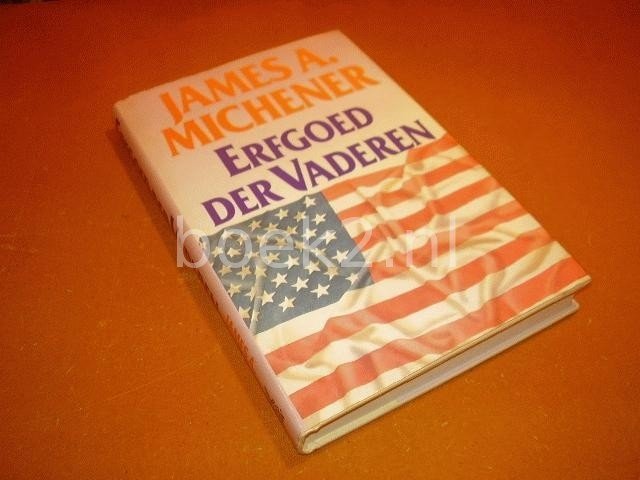 JAMES A.
MICHENER
ERFGOED
DER VADEREN
boek2.nl